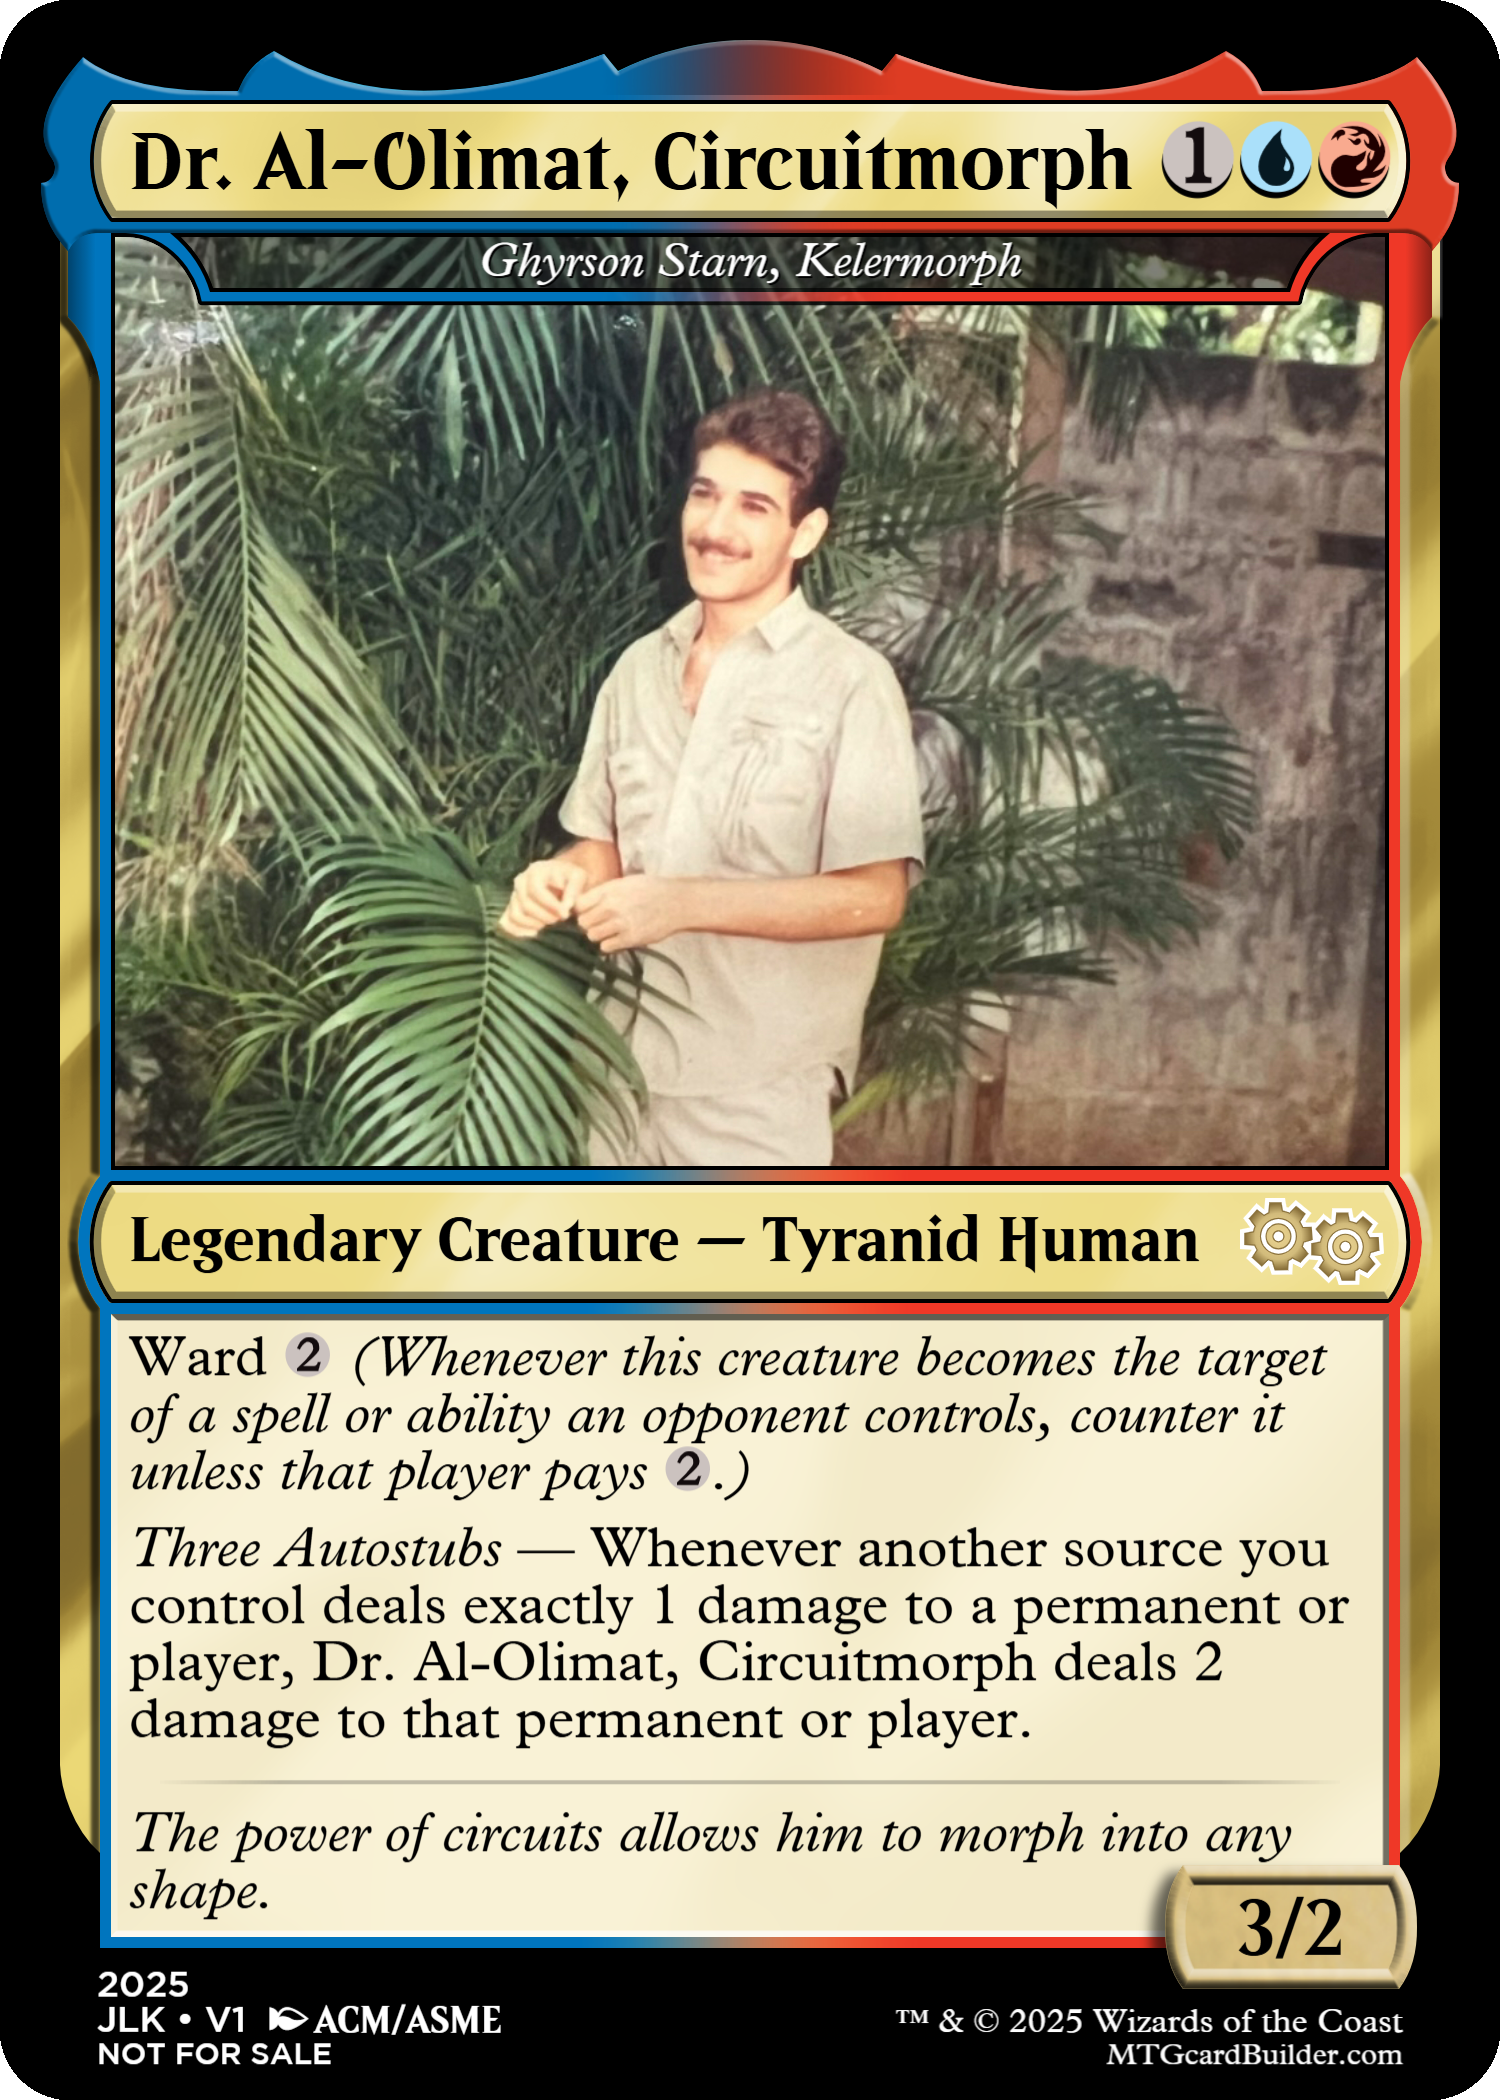 Dr. Al-Olimat, Circuitmorph 1
Ghyrson Starn, Kelermorph
Legendary Creature — Tyranid Human
Ward 2 (Whenever this creature becomes the target
of a spell or ability an opponent controls, counter it
unless that player pays 2.)
Three Autostubs — Whenever another source you
control deals exactly 1 damage to a permanent or
player, Dr. Al-Olimat, Circuitmorph deals 2
damage to that permanent or player.
The power of circuits allows him to morph into any
shape.
3/2
2025
JLK • V1 ACM/ASME
NOT FOR SALE
™ & © 2025 Wizards of the Coast
MTGcardBuilder.com